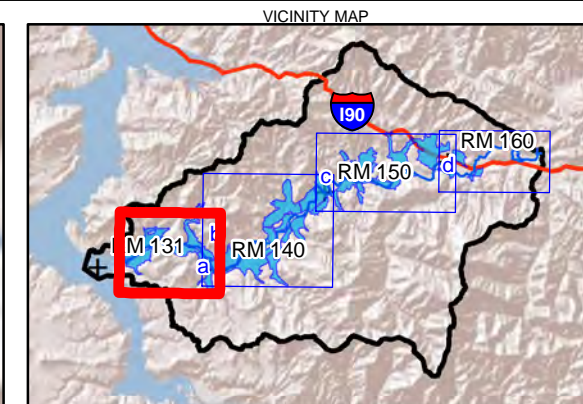 VICINITY MAP
I90
RM 160
d
RM 150
c
RM 131
b
a
RM 140